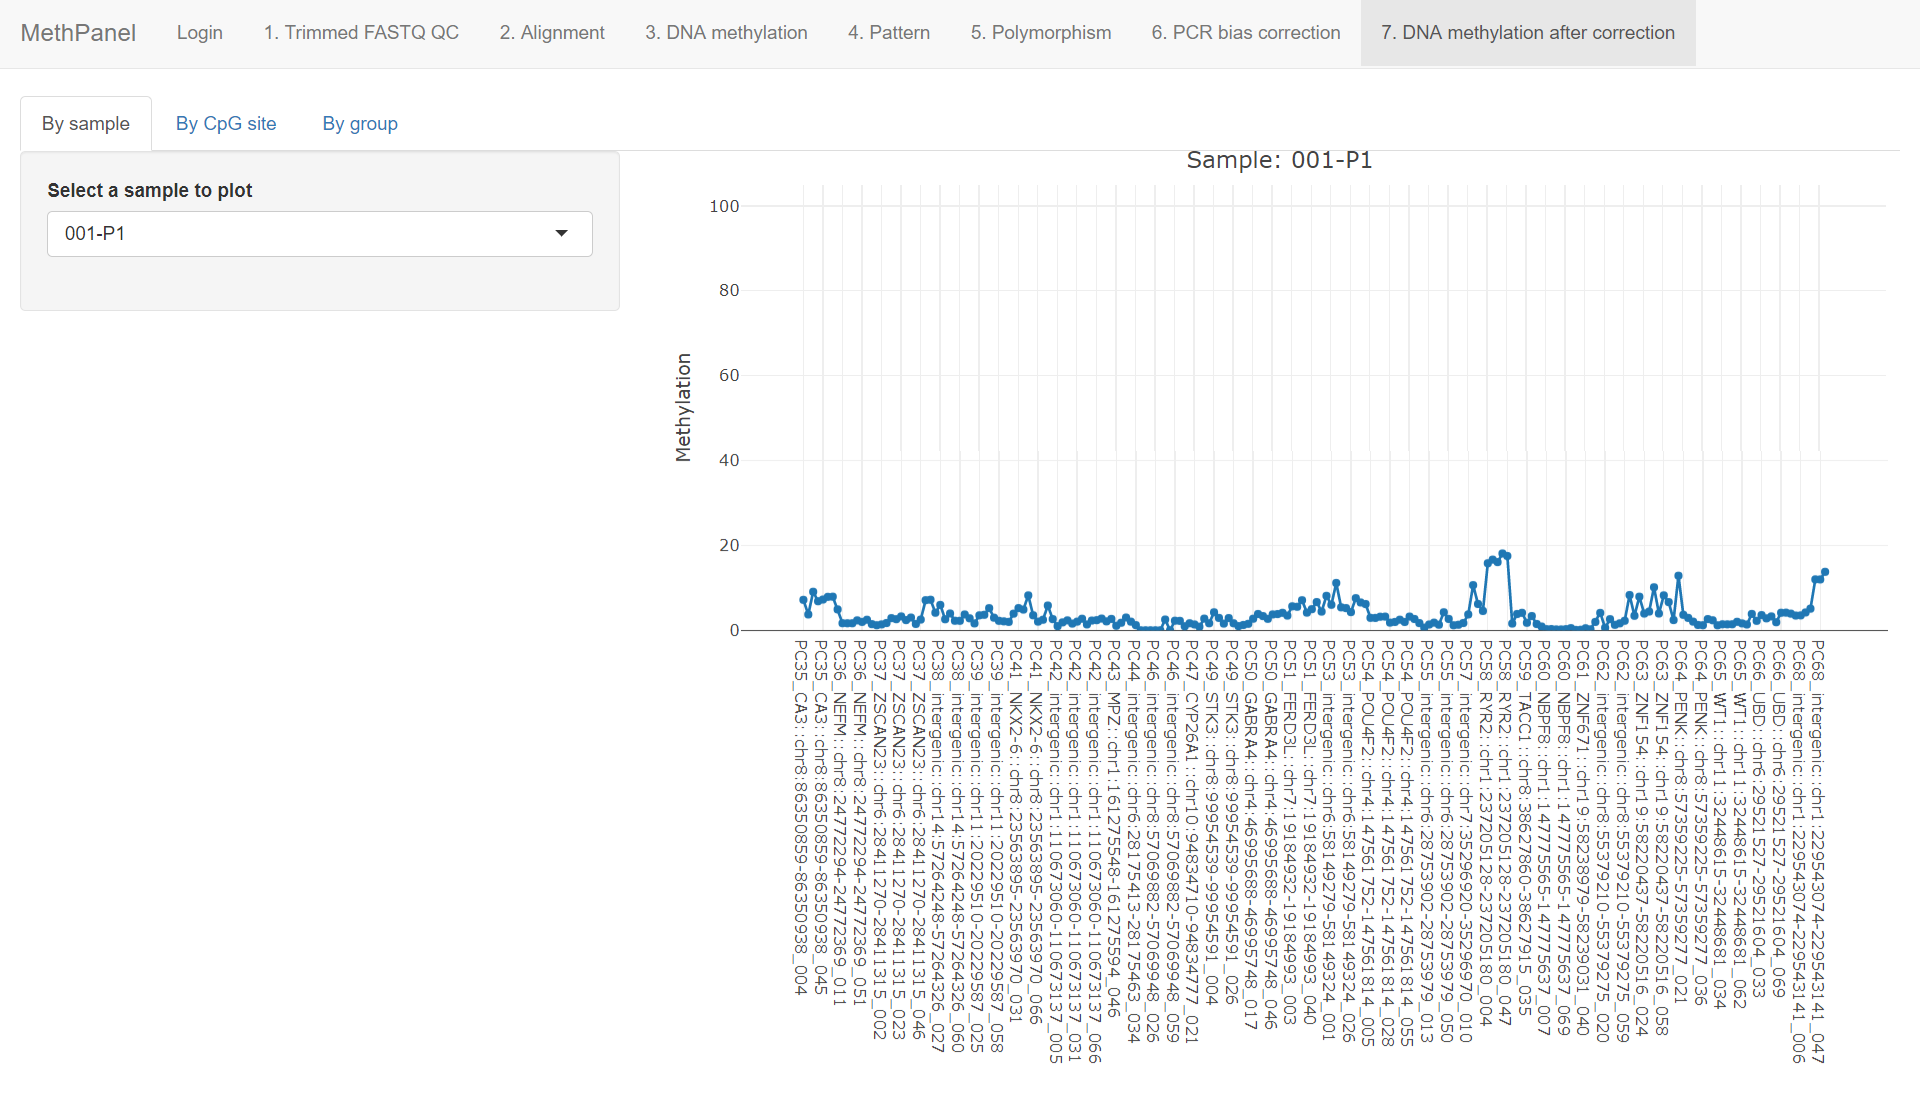 MethPanel Login 1. Trimmed FASTQ QC 2. Alignment 3. DNA methylation 4. Pattern 5. Polymorphism 6. PCR bias correction 7. DNA methylation after correction
By sample By CpG site By group
Select a sample to plot
001-P1
Sample: 001-P1
Methylation
100
80
60
40
20
0
PC35_CA3::chr8:86350859-86350938_004
PC35_CA3::chr8:86350859-86350938_045
PC36_NEFM::chr8:24772294-24772369_011
PC36_NEFM::chr8:24772294-24772369_051
PC37_ZSCAN23::chr6:28411270-28411315_002
PC37_ZSCAN23::chr6:28411270-28411315_023
PC37_ZSCAN23::chr6:28411270-28411315_046
PC38_intergenic::chr14:57264248-57264326_027
PC38_intergenic::chr14:57264248-57264326_060
PC39_intergenic::chr11:20229510-20229587_025
PC39_intergenic::chr11:20229510-20229587_058
PC41_NKX2-6::chr8:23563895-23563970_031
PC41_NKX2-6::chr8:23563895-23563970_066
PC42_intergenic::chr1:110673060-110673137_005
PC42_intergenic::chr1:110673060-110673137_031
PC42_intergenic::chr1:110673060-110673137_066
PC43_MPZ::chr1:161275548-161275594_046
PC44_intergenic::chr6:28175413-28175463_034
PC46_intergenic::chr8:57069882-57069948_026
PC46_intergenic::chr8:57069882-57069948_059
PC47_CYP26A1::chr10:94834710-94834777_021
PC49_STK3::chr8:99954539-99954591_004
PC49_STK3::chr8:99954539-99954591_026
PC50_GABRA4::chr4:46995688-46995748_017
PC50_GABRA4::chr4:46995688-46995748_046
PC51_FERD3L::chr7:19184932-19184993_003
PC51_FERD3L::chr7:19184932-19184993_040
PC53_intergenic::chr6:58149279-58149324_001
PC53_intergenic::chr6:58149279-58149324_026
PC54_POU4F2::chr4:147561752-147561814_005
PC54_POU4F2::chr4:147561752-147561814_028
PC54_POU4F2::chr4:147561752-147561814_055
PC55_intergenic::chr6:28753902-28753979_013
PC55_intergenic::chr6:28753902-28753979_050
PC57_intergenic::chr7:35296920-35296970_010
PC58_RYR2::chr1:237205128-237205180_004
PC58_RYR2::chr1:237205128-237205180_047
PC59_TACC1::chr8:38627860-38627915_035
PC60_NBPF8::chr1:147775565-147775637_007
PC60_NBPF8::chr1:147775565-147775637_069
PC61_ZNF671::chr19:58238979-58239031_040
PC62_intergenic::chr8:55379210-55379275_020
PC62_intergenic::chr8:55379210-55379275_059
PC63_ZNF154::chr19:58220437-58220516_024
PC63_ZNF154::chr19:58220437-58220516_058
PC64_PENK::chr8:57359225-57359277_021
PC64_PENK::chr8:57359225-57359277_036
PC65_WT1::chr11:32448615-32448681_034
PC65_WT1::chr11:32448615-32448681_062
PC66_UBD::chr6:29521527-29521604_033
PC66_UBD::chr6:29521527-29521604_069
PC68_intergenic::chr1:229543074-229543141_006
PC68_intergenic::chr1:229543074-229543141_047